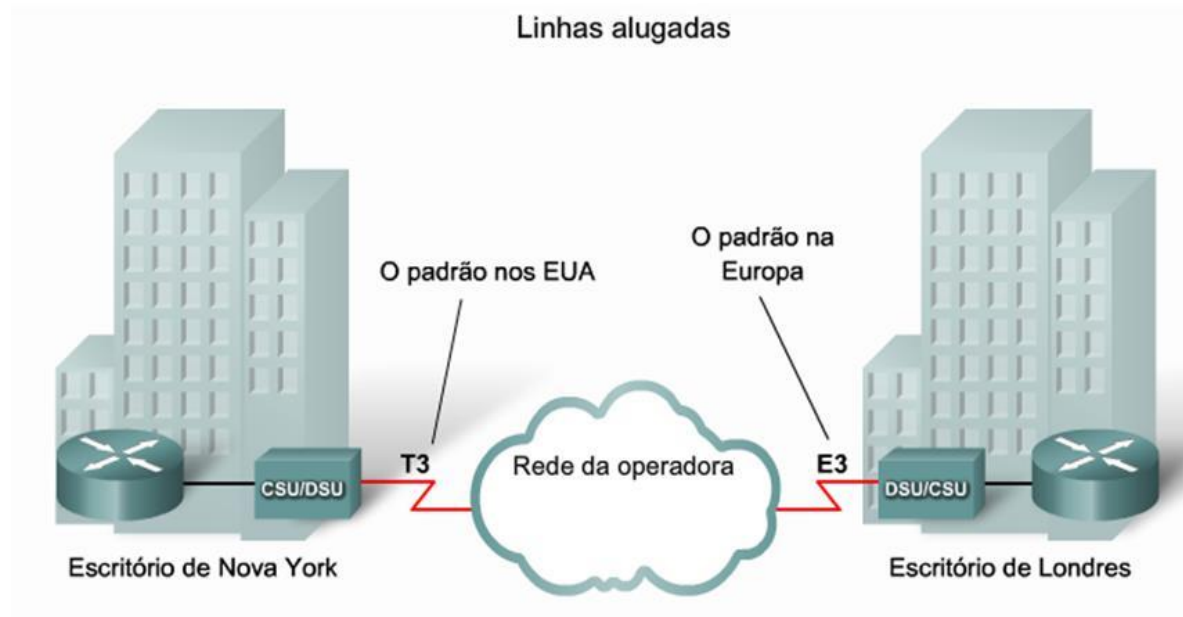 Linhas alugadas
O padrão nos EUA
O padrão na
Europa
T3
Rede da operadora
E3
CSU/DSU
DSU/CSU
Escritório de Nova York
Escritório de Londres